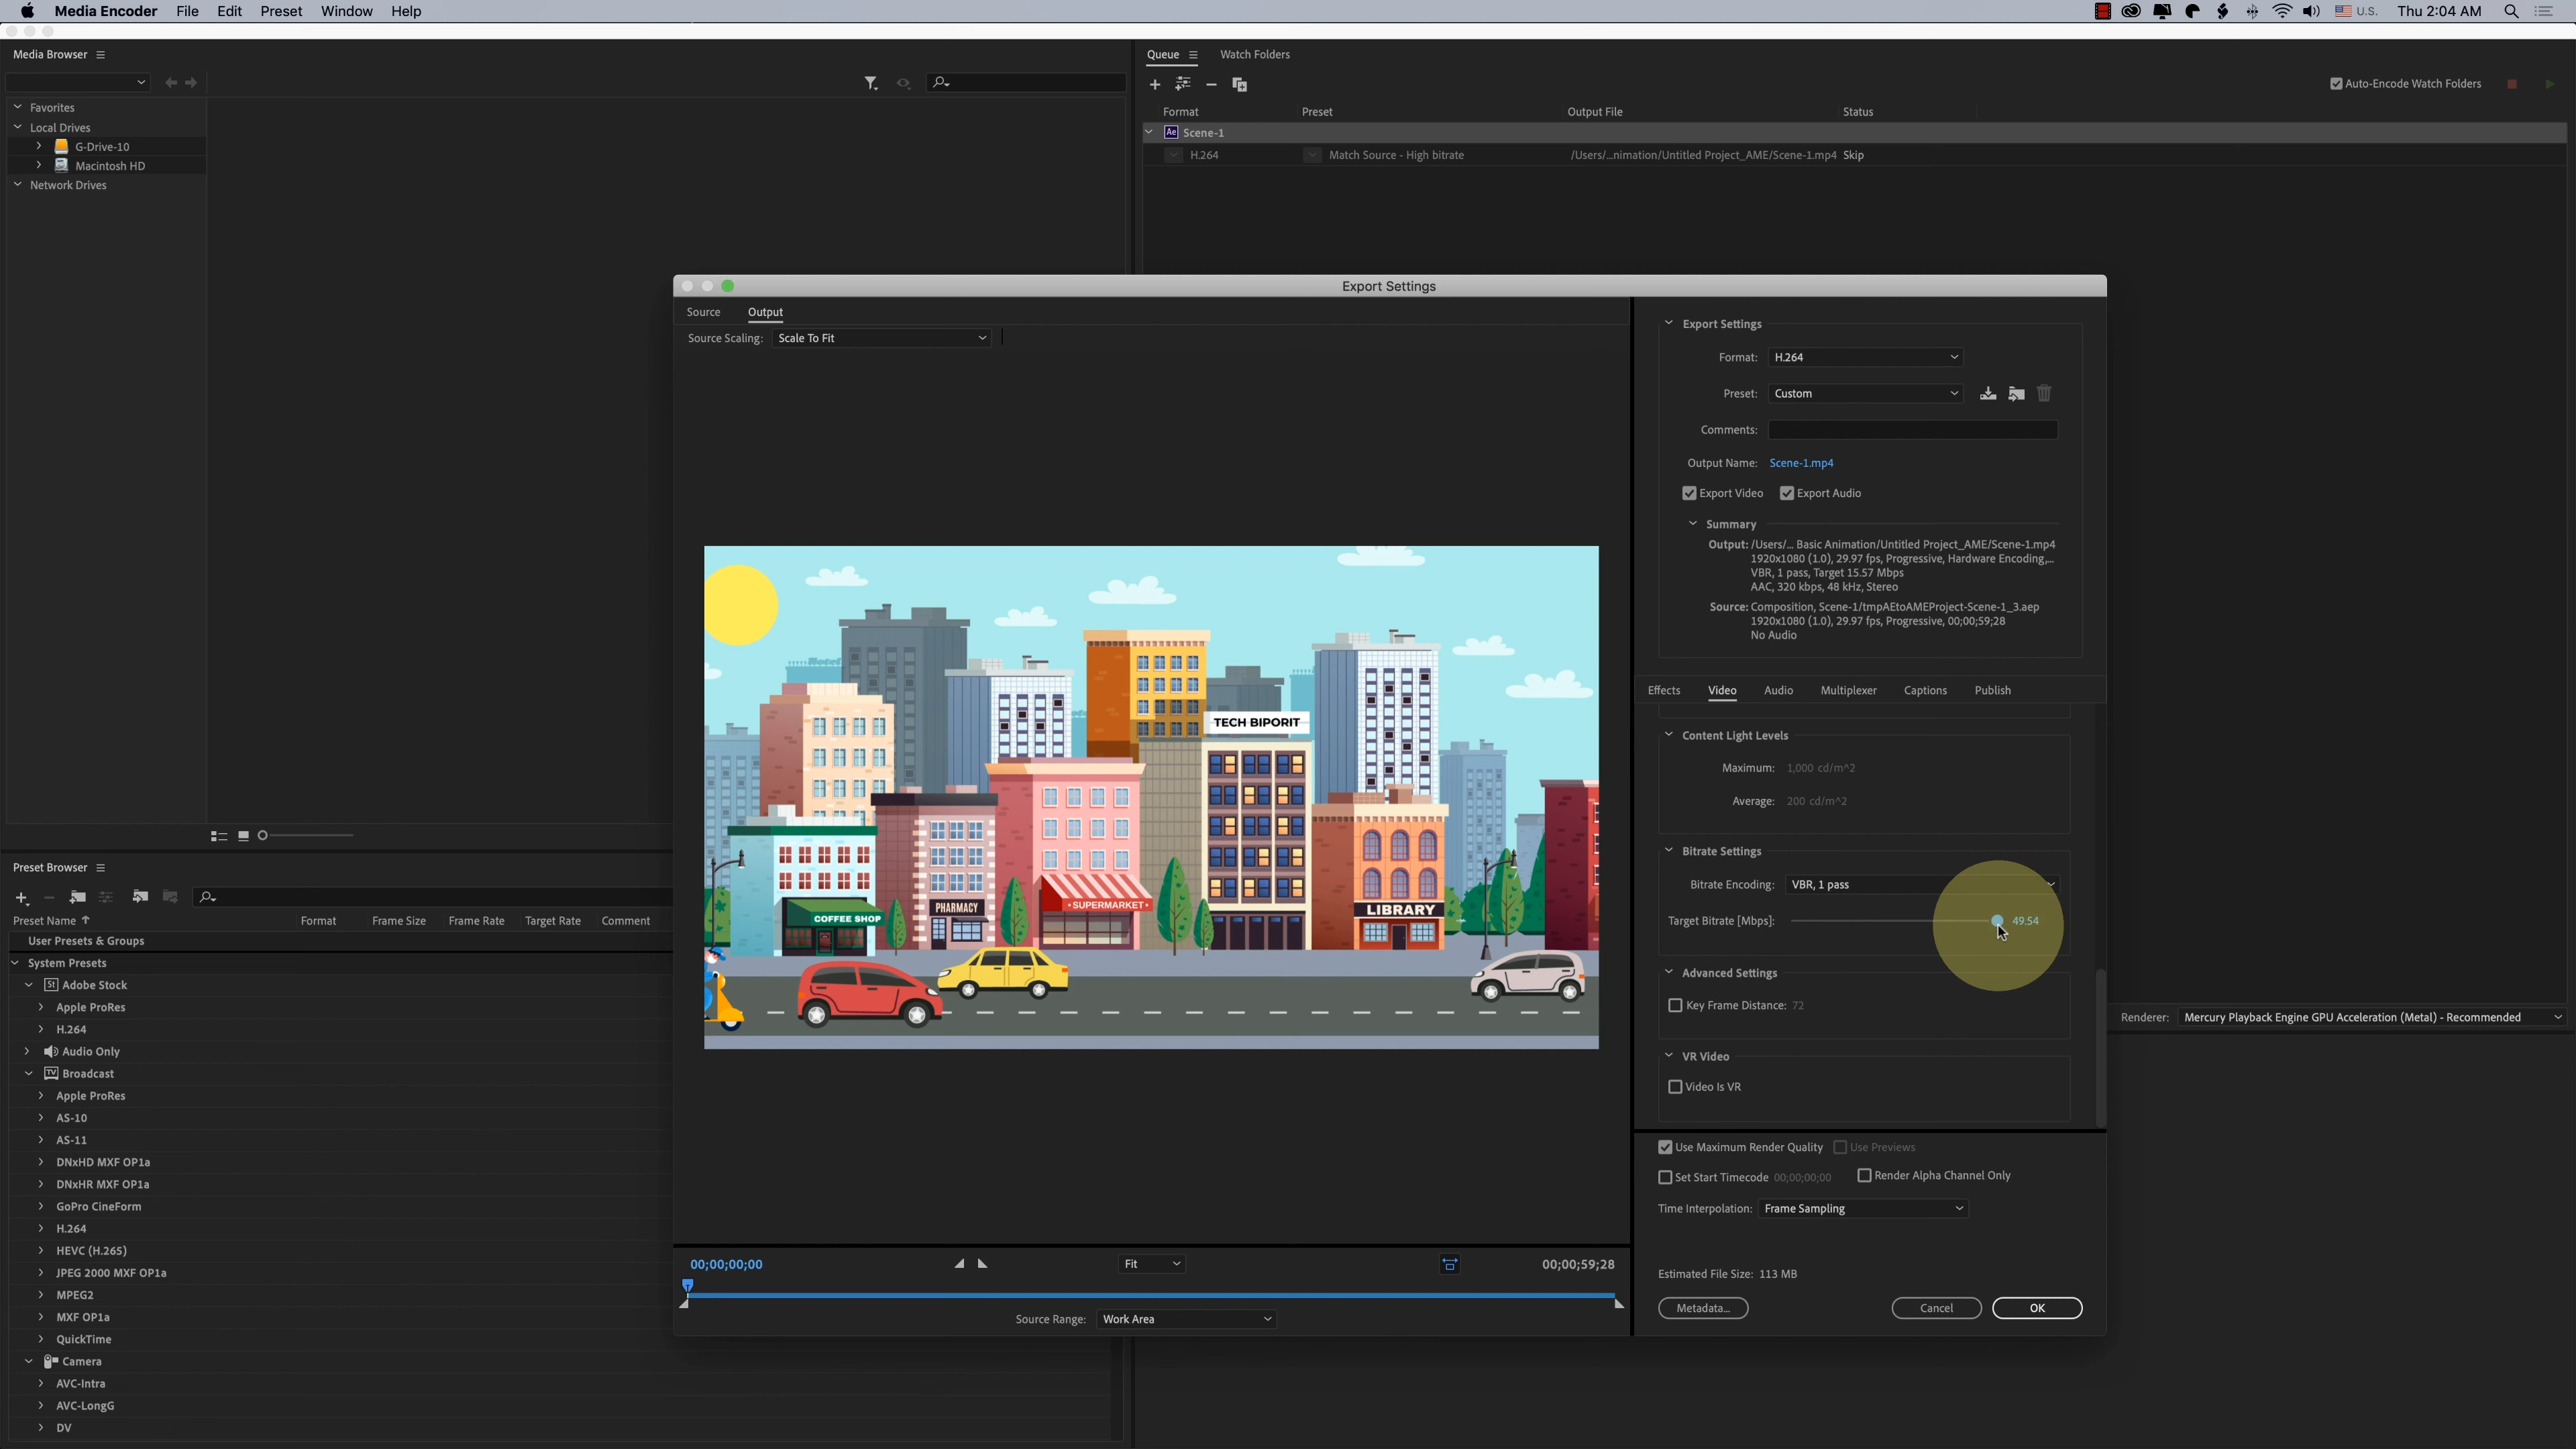 Media Encoder File Edit Preset Window Help
U.S. Thu 2:04 AM
Media Browser
Queue Watch Folders
Auto-Encode Watch Folders
Favorites
Local Drives
G-Drive-10
Macintosh HD
Network Drives
Format Preset Output File Status
Ae Scene-1
H.264 Match Source - High bitrate /Users/...nimation/Untitled Project_AME/Scene-1.mp4 Skip
Export Settings
Source Output
Source Scaling: Scale To Fit
TECH BIPORIT
COFFEE SHOP
PHARMACY
•SUPERMARKET•
LIBRARY
00;00;00;00 Fit 00;00;59;28
Source Range: Work Area
Export Settings
Format: H.264
Preset: Custom
Comments:
Output Name: Scene-1.mp4
Export Video Export Audio
Summary
Output: /Users/... Basic Animation/Untitled Project_AME/Scene-1.mp4
1920x1080 (1.0), 29.97 fps, Progressive, Hardware Encoding,...
VBR, 1 pass, Target 15.57 Mbps
AAC, 320 kbps, 48 kHz, Stereo
Source: Composition, Scene-1/tmpAEtoAMEProject-Scene-1_3.aep
1920x1080 (1.0), 29.97 fps, Progressive, 00;00;59;28
No Audio
Effects Video Audio Multiplexer Captions Publish
Content Light Levels
Maximum: 1,000 cd/m^2
Average: 200 cd/m^2
Bitrate Settings
Bitrate Encoding: VBR, 1 pass
Target Bitrate [Mbps]: 49.54
Advanced Settings
Key Frame Distance: 72
VR Video
Video Is VR
Use Maximum Render Quality Use Previews
Set Start Timecode 00;00;00;00 Render Alpha Channel Only
Time Interpolation: Frame Sampling
Estimated File Size: 113 MB
Metadata... Cancel OK
Renderer: Mercury Playback Engine GPU Acceleration (Metal) - Recommended
Preset Browser
Preset Name Format Frame Size Frame Rate Target Rate Comment
User Presets & Groups
System Presets
St Adobe Stock
Apple ProRes
H.264
Audio Only
TV Broadcast
Apple ProRes
AS-10
AS-11
DNxHD MXF OP1a
DNxHR MXF OP1a
GoPro CineForm
H.264
HEVC (H.265)
JPEG 2000 MXF OP1a
MPEG2
MXF OP1a
QuickTime
Camera
AVC-Intra
AVC-LongG
DV